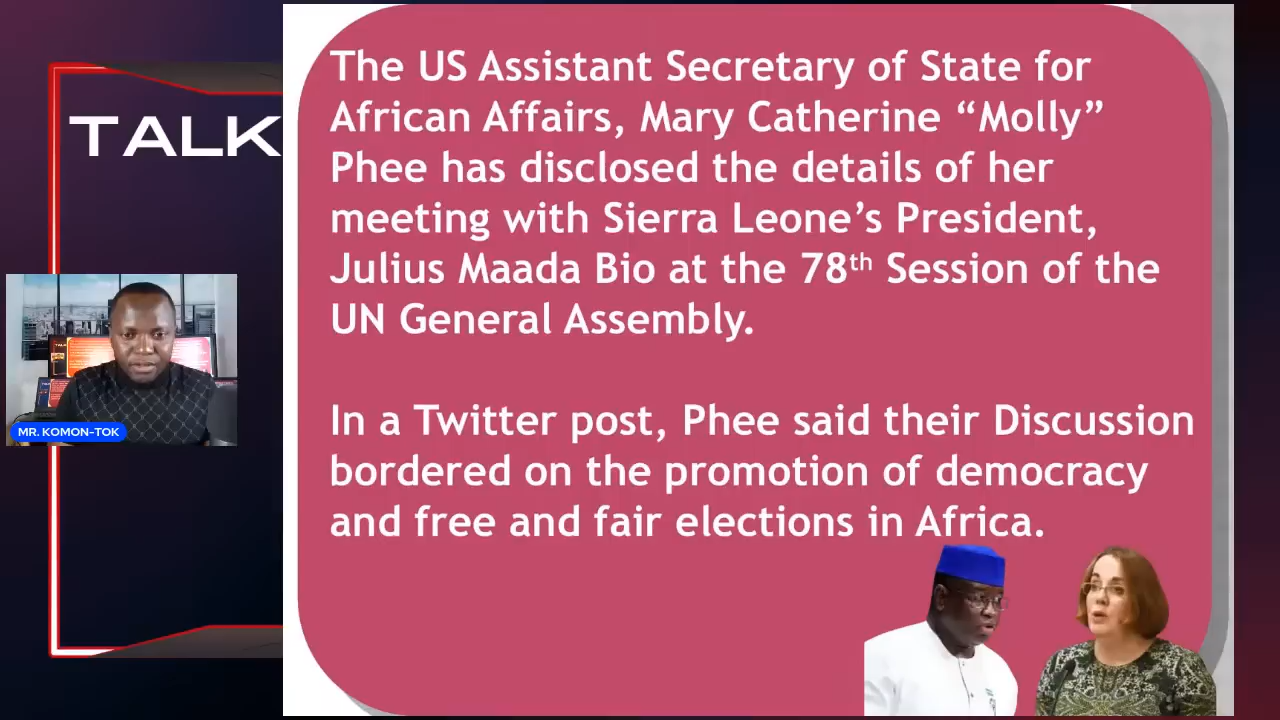 TALK
The US Assistant Secretary of State for
African Affairs, Mary Catherine “Molly”
Phee has disclosed the details of her
meeting with Sierra Leone’s President,
Julius Maada Bio at the 78th Session of the
UN General Assembly.
In a Twitter post, Phee said their Discussion
bordered on the promotion of democracy
and free and fair elections in Africa.
MR. KOMON-TOK